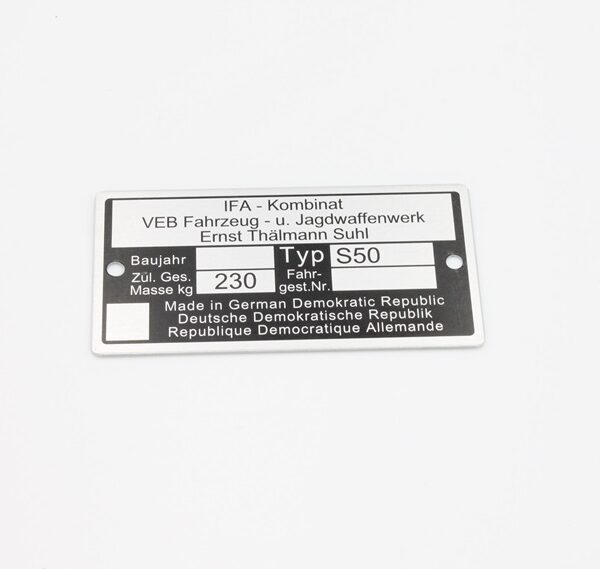 IFA - Kombinat
VEB Fahrzeug - u. Jagdwaffenwerk
Ernst Thälmann Suhl
Baujahr Typ S50
Zül. Ges. Masse kg 230 Fahr-gest.Nr.
Made in German Demokratic Republic
Deutsche Demokratische Republik
Republique Democratique Allemande